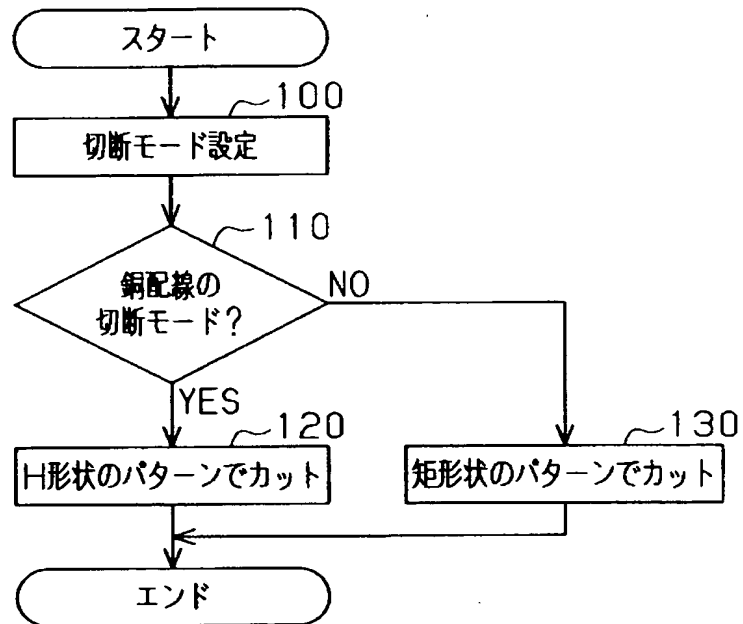 スタート
100
切断モード設定
110
銅配線の
切断モード?
NO
YES
120
H形状のパターンでカット
130
矩形状のパターンでカット
エンド